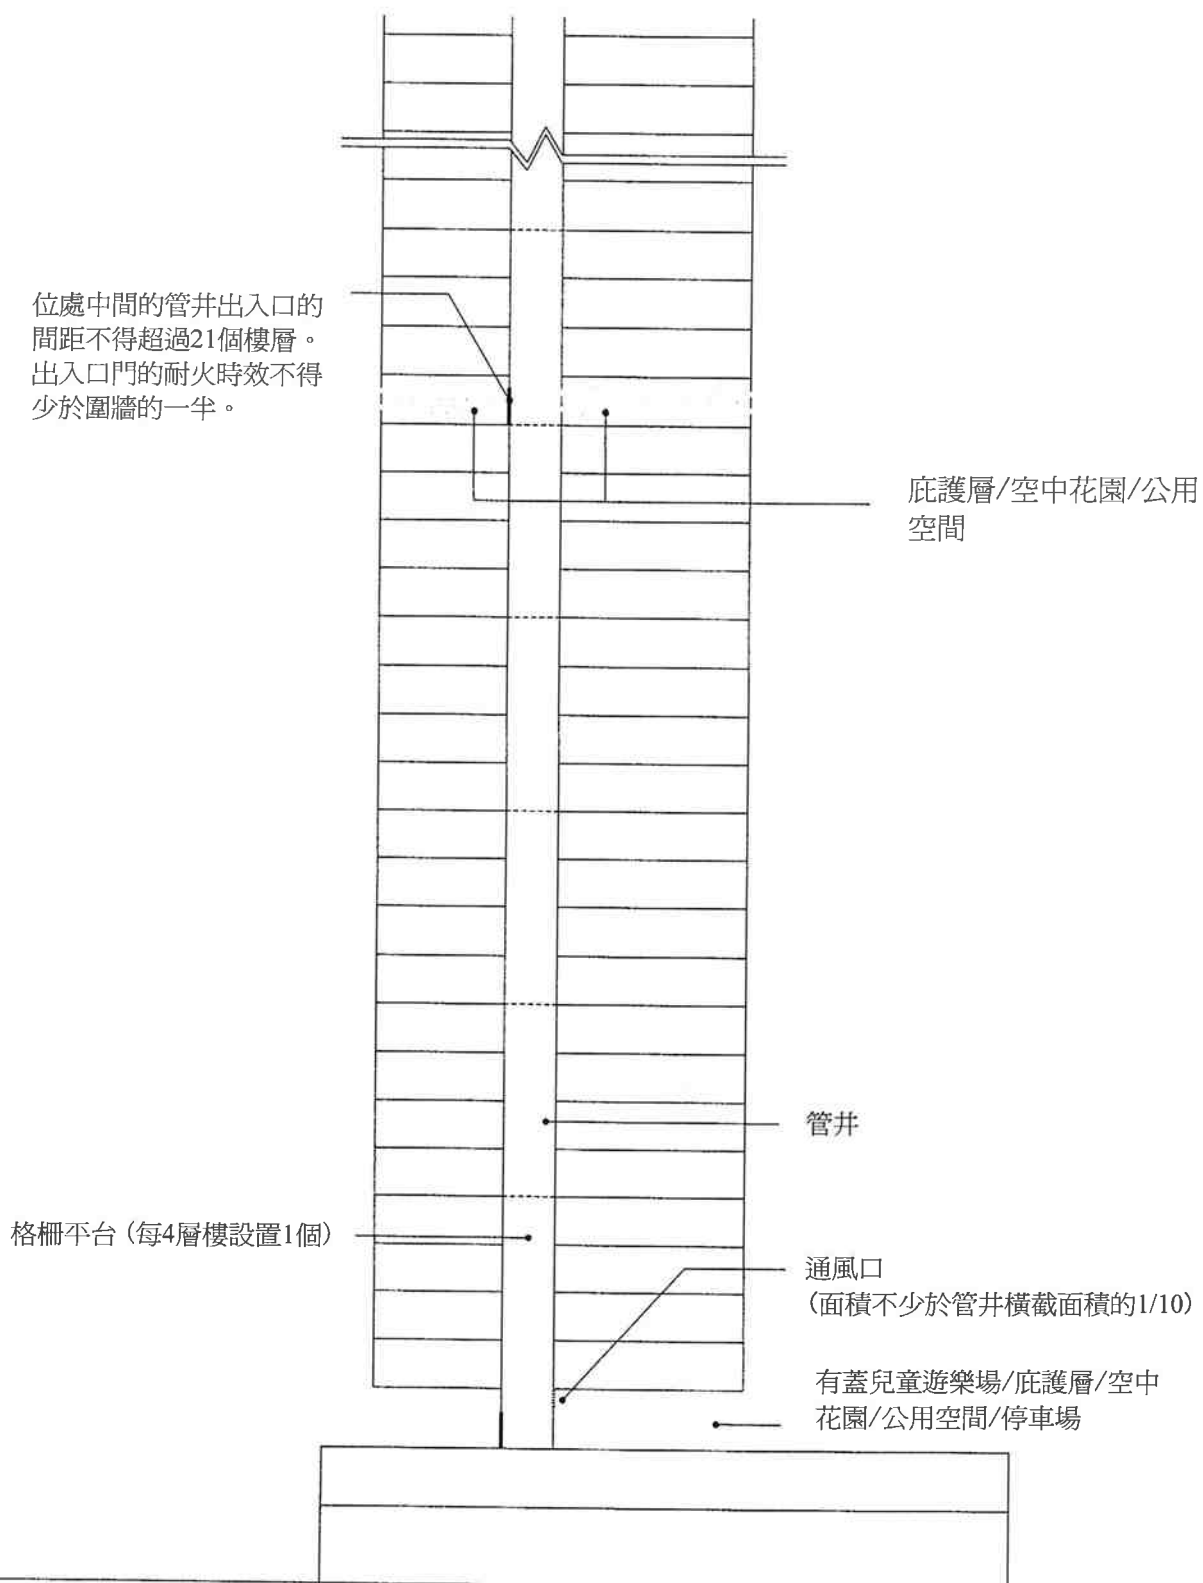 位處中間的管井出入口的
間距不得超過21個樓層。
出入口門的耐火時效不得
少於圍牆的一半。
庇護層/空中花園/公用
空間
管井
格柵平台 (每4層樓設置1個)
通風口
(面積不少於管井橫截面積的1/10)
有蓋兒童遊樂場/庇護層/空中
花園/公用空間/停車場